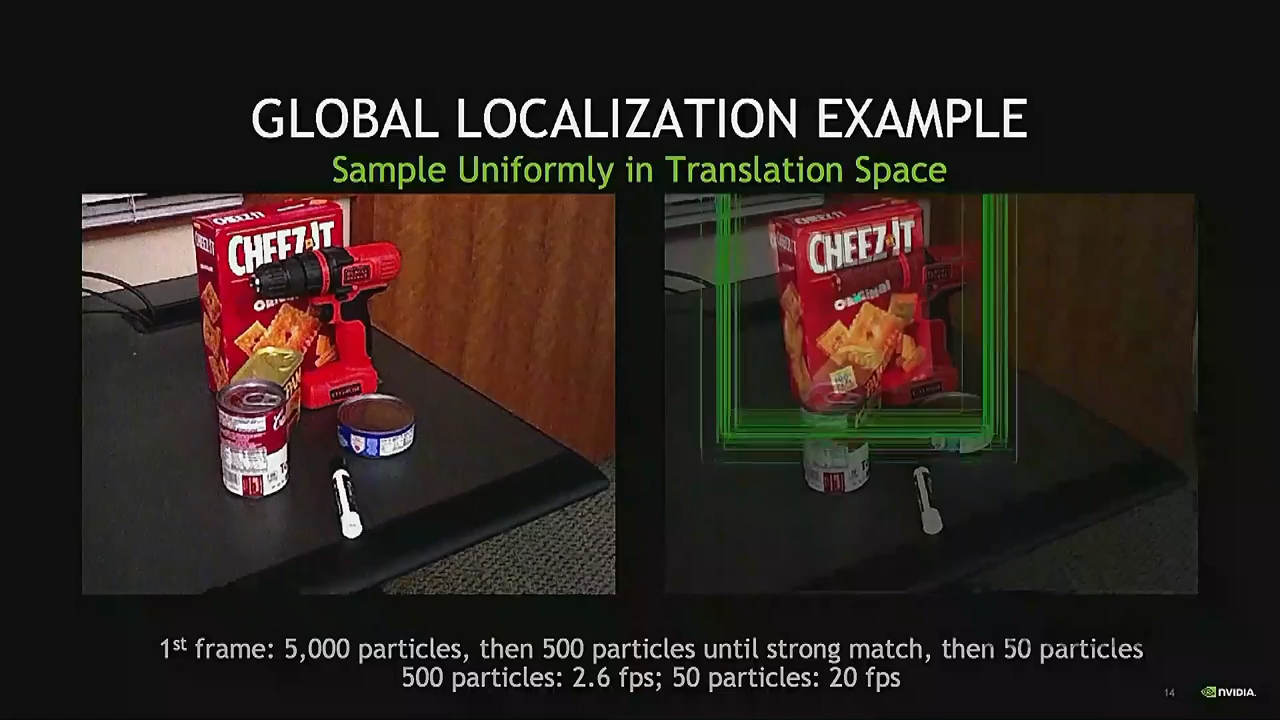 GLOBAL LOCALIZATION EXAMPLE
Sample Uniformly in Translation Space
CHEEZ-IT
CHEEZ-IT
ORIGINAL
1st frame: 5,000 particles, then 500 particles until strong match, then 50 particles
500 particles: 2.6 fps; 50 particles: 20 fps
14
NVIDIA.